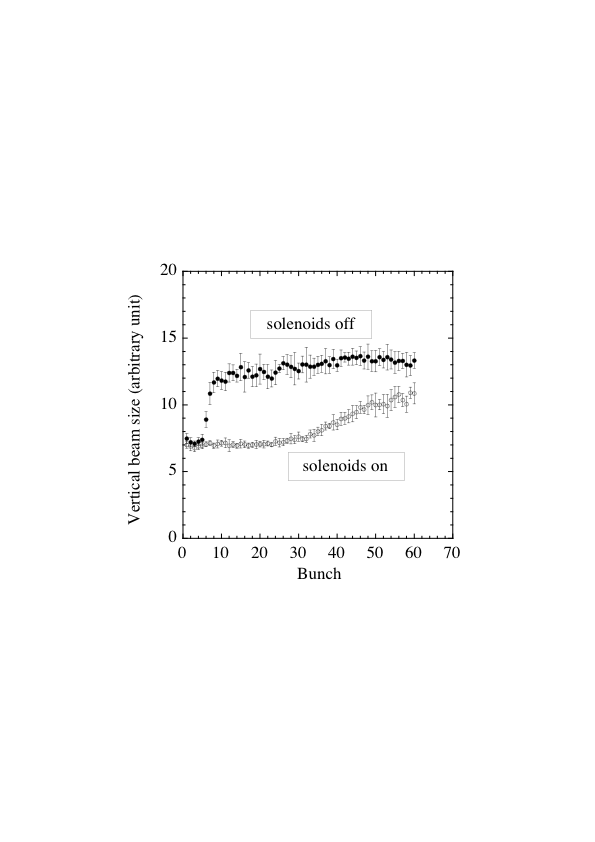 20
15
10
5
0
0 10 20 30 40 50 60 70
Vertical beam size (arbitrary unit)
solenoids off
solenoids on
Bunch